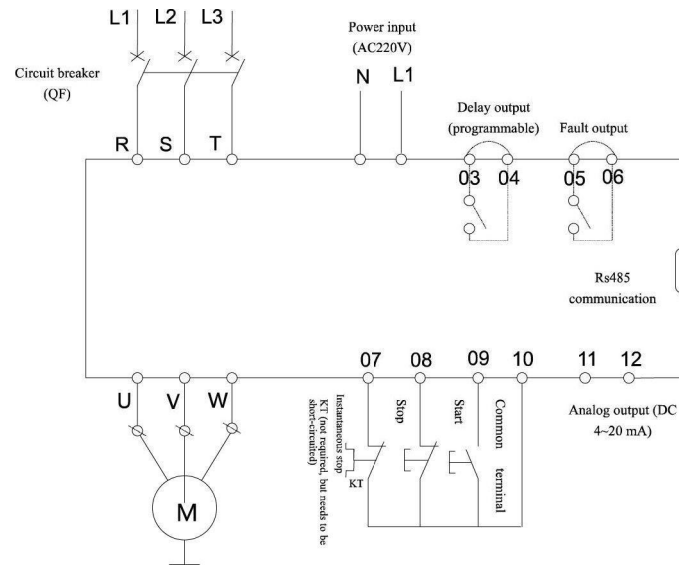 L1 L2 L3
Power input
(AC220V)
Circuit breaker
(QF)
N L1
Delay output
(programmable)
Fault output
R S T
03 04 05 06
Rs485
communication
07 08 09 10 11 12
U V W
Analog output (DC
4~20 mA)
Instantaneous stop
KT (not required, but needs to be
short-circuited)
KT
Stop
Start
Common terminal
M